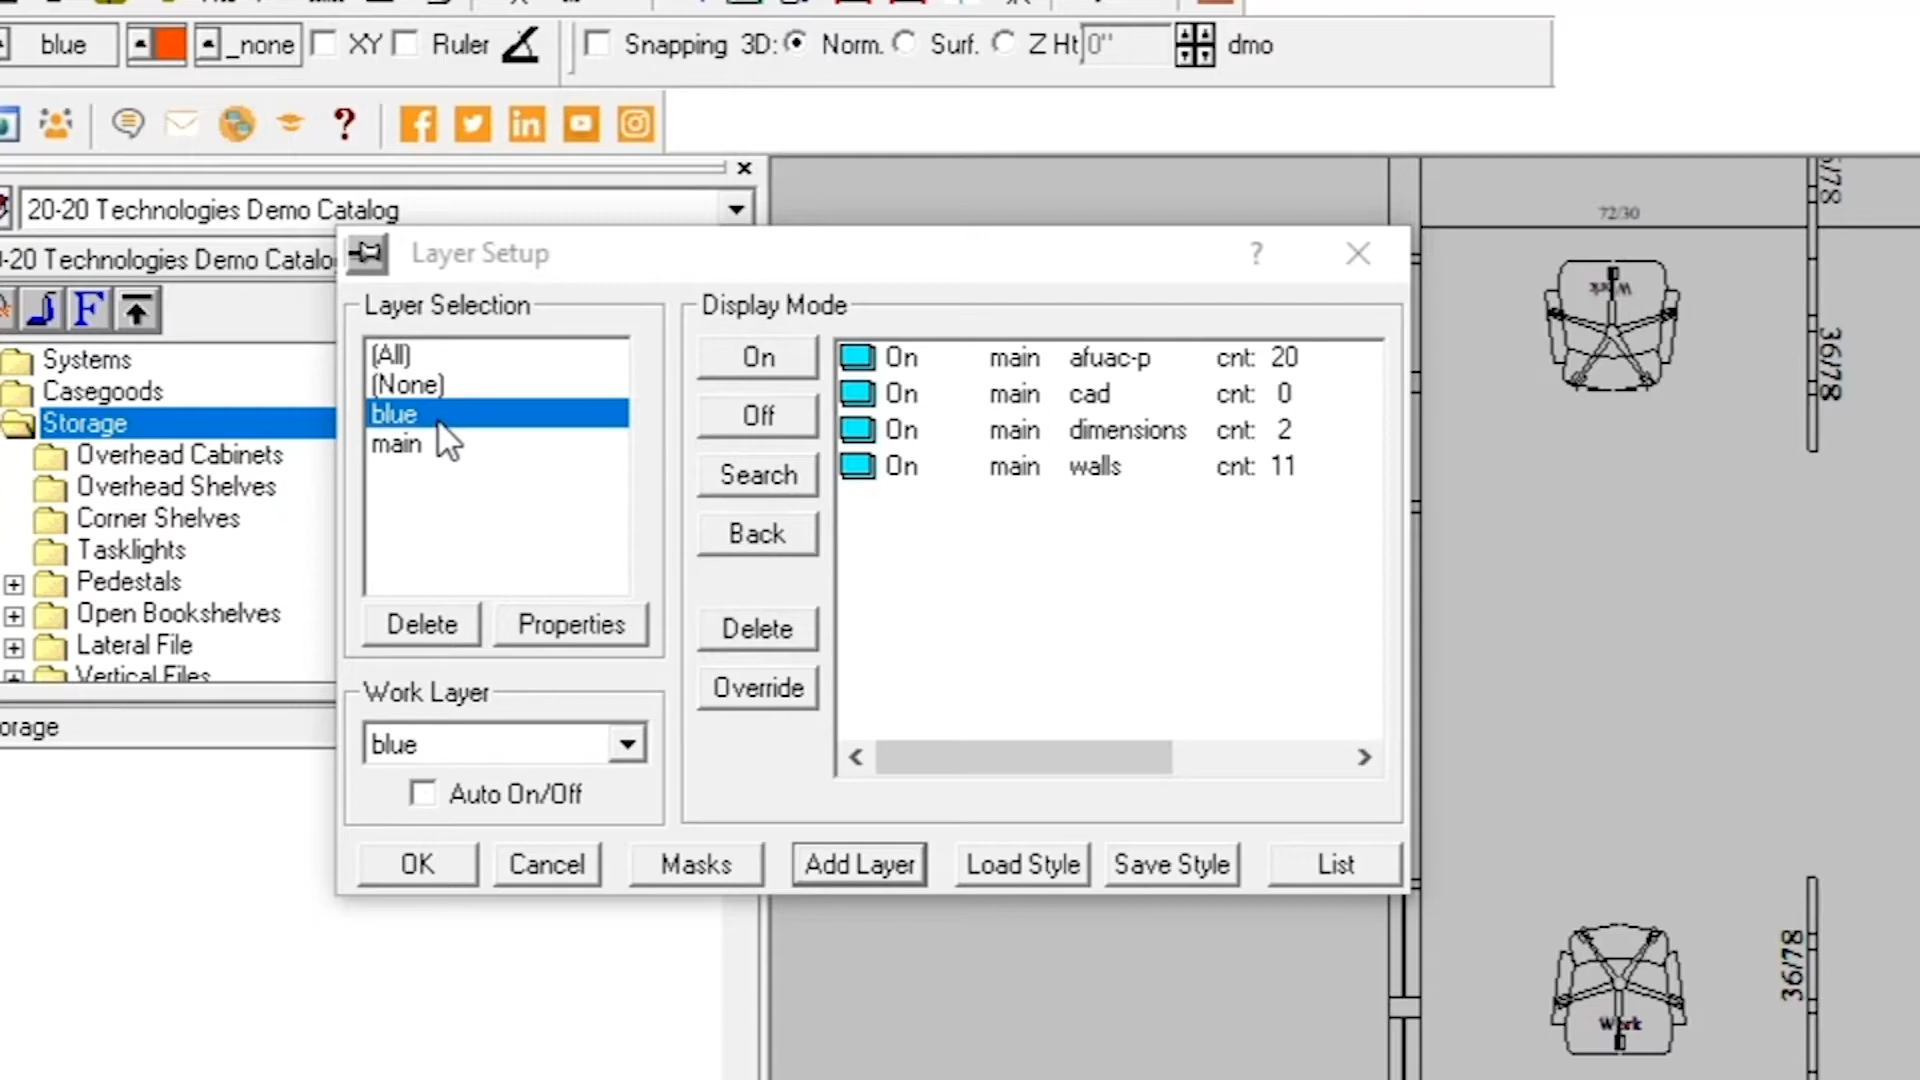 blue _none XY Ruler Snapping 3D: Norm. Surf. Z Ht 0" dmo
?
20-20 Technologies Demo Catalog
-20 Technologies Demo Catalo
F
Systems
Casegoods
Storage
Overhead Cabinets
Overhead Shelves
Corner Shelves
Tasklights
Pedestals
Open Bookshelves
Lateral File
Vertical Files
orage
Layer Setup ?
Layer Selection
(All)
(None)
blue
main
Delete Properties
Work Layer
blue
Auto On/Off
Display Mode
On
Off
Search
Back
Delete
Override
On main afuac-p cnt: 20
On main cad cnt: 0
On main dimensions cnt: 2
On main walls cnt: 11
OK Cancel Masks Add Layer Load Style Save Style List
72/30
Work
36/78
36/78
Work